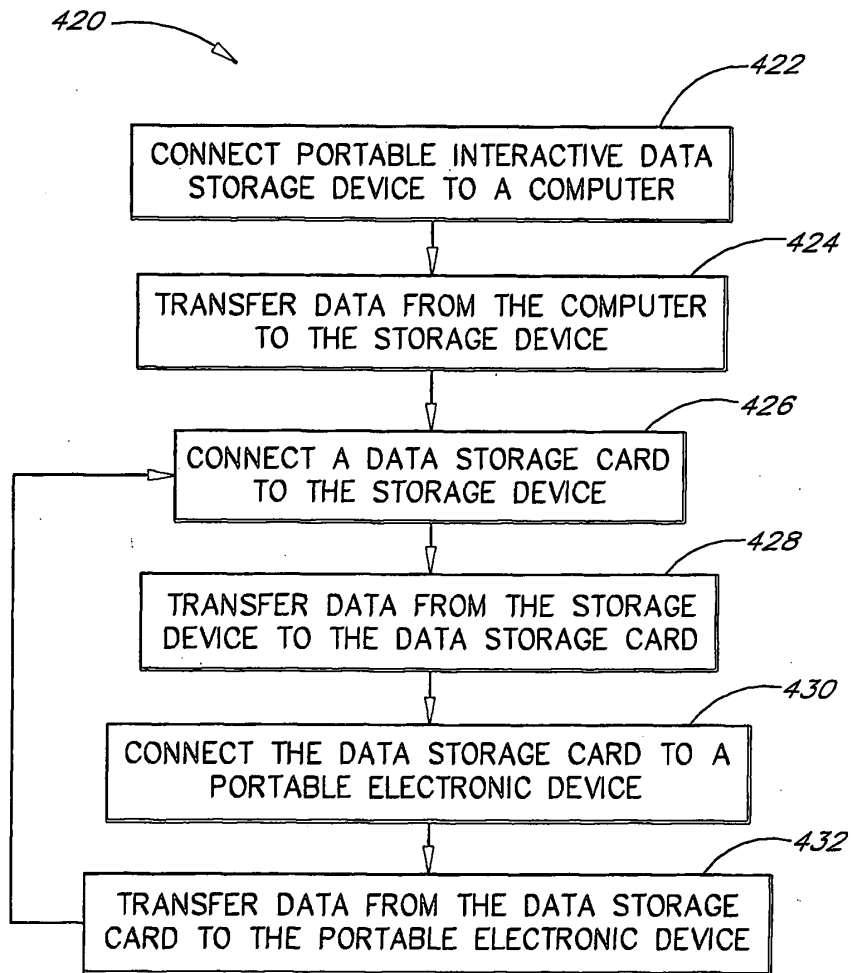 420
422
CONNECT PORTABLE INTERACTIVE DATA
STORAGE DEVICE TO A COMPUTER
424
TRANSFER DATA FROM THE COMPUTER
TO THE STORAGE DEVICE
426
CONNECT A DATA STORAGE CARD
TO THE STORAGE DEVICE
428
TRANSFER DATA FROM THE STORAGE
DEVICE TO THE DATA STORAGE CARD
430
CONNECT THE DATA STORAGE CARD TO A
PORTABLE ELECTRONIC DEVICE
432
TRANSFER DATA FROM THE DATA STORAGE
CARD TO THE PORTABLE ELECTRONIC DEVICE